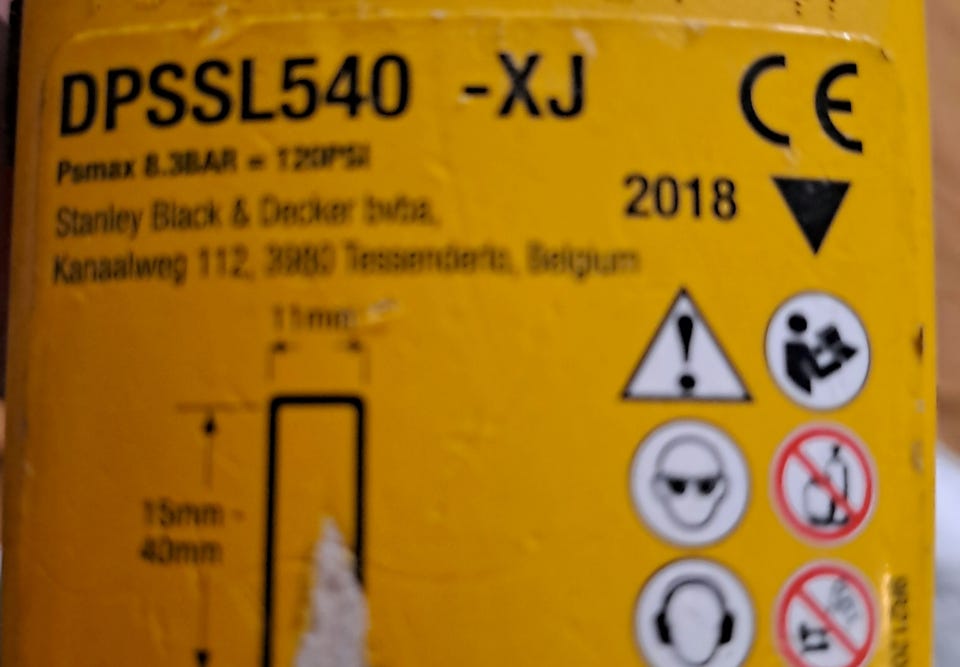 DPSSL540 -XJ
CE
Psmax 8.3BAR = 120PSI
2018
Stanley Black & Decker bvba,
Kanaalweg 112, 3980 Tessenderlo, Belgium
11mm
15mm -
40mm